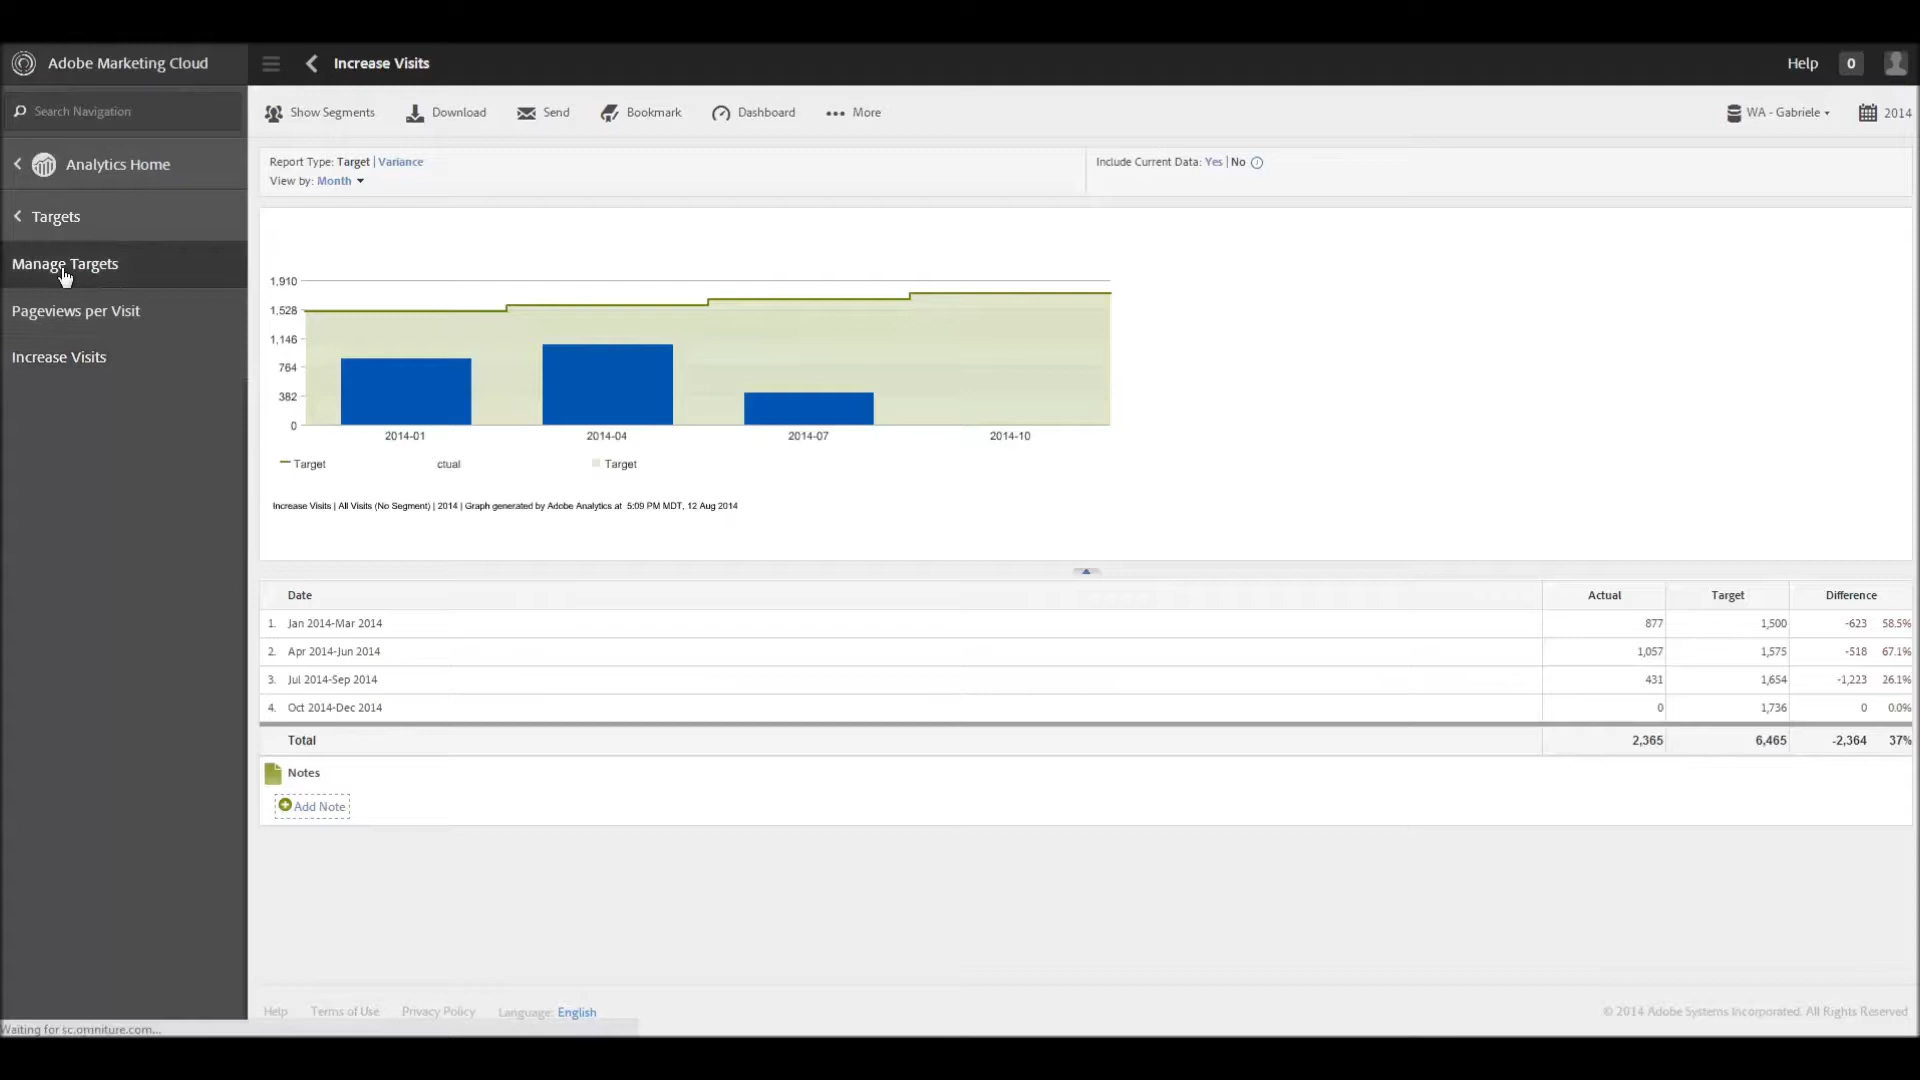 Adobe Marketing Cloud
Increase Visits
Help
0
Search Navigation
Show Segments
Download
Send
Bookmark
Dashboard
More
WA - Gabriele
2014
Analytics Home
Targets
Manage Targets
Pageviews per Visit
Increase Visits
Report Type: Target | Variance
View by: Month
Include Current Data: Yes | No
1,910
1,528
1,146
764
382
0
2014-01 2014-04 2014-07 2014-10
Target ctual Target
Increase Visits | All Visits (No Segment) | 2014 | Graph generated by Adobe Analytics at 5:09 PM MDT, 12 Aug 2014
Date Actual Target Difference
1. Jan 2014-Mar 2014 877 1,500 -623 58.5%
2. Apr 2014-Jun 2014 1,057 1,575 -518 67.1%
3. Jul 2014-Sep 2014 431 1,654 -1,223 26.1%
4. Oct 2014-Dec 2014 0 1,736 0 0.0%
Total 2,365 6,465 -2,364 37%
Notes
Add Note
Help Terms of Use Privacy Policy Language: English
© 2014 Adobe Systems Incorporated. All Rights Reserved
Waiting for sc.omniture.com...